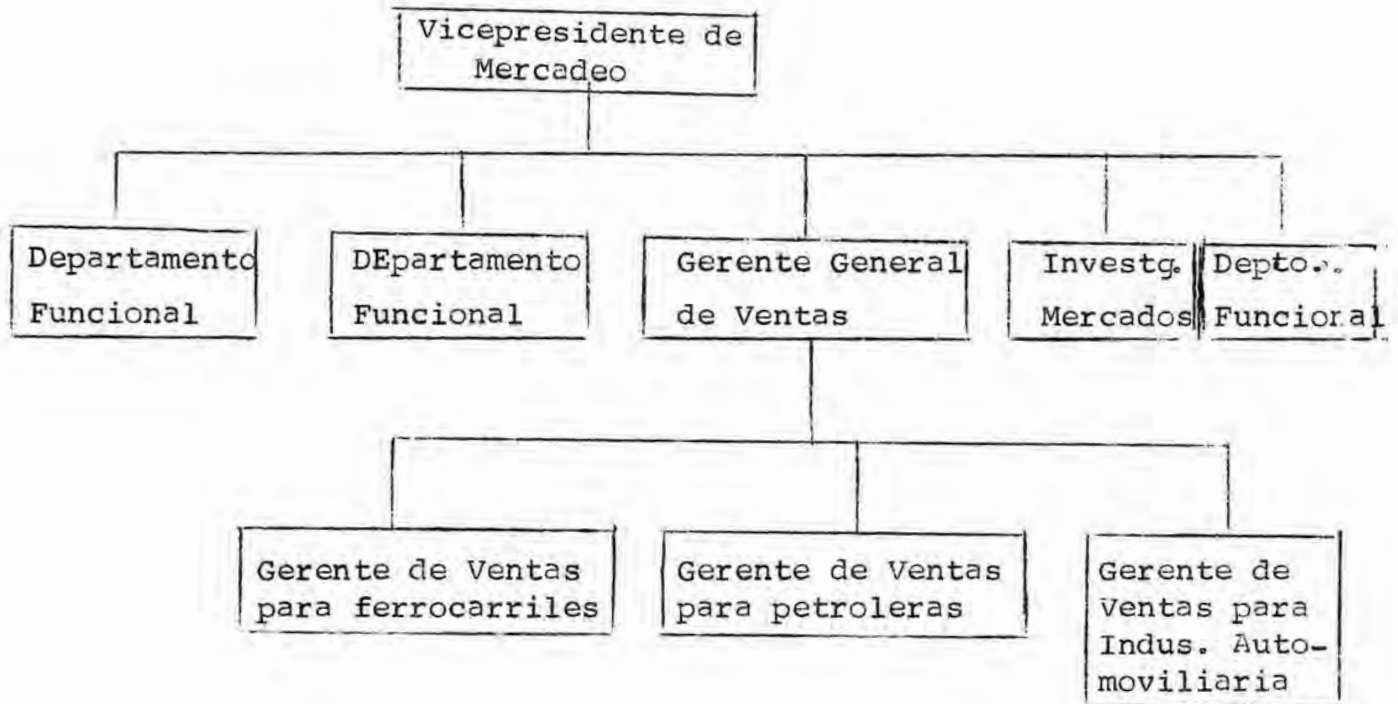 Vicepresidente de
Mercadeo
Departamento
Funcional
DEpartamento
Funcional
Gerente General
de Ventas
Investg.
Mercados
Depto.
Funcional
Gerente de Ventas
para ferrocarriles
Gerente de Ventas
para petroleras
Gerente de
Ventas para
Indus. Auto-
moviliaria